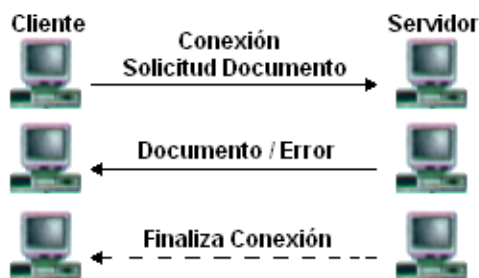 Cliente
Servidor
Conexión
Solicitud Documento
Documento / Error
Finaliza Conexión